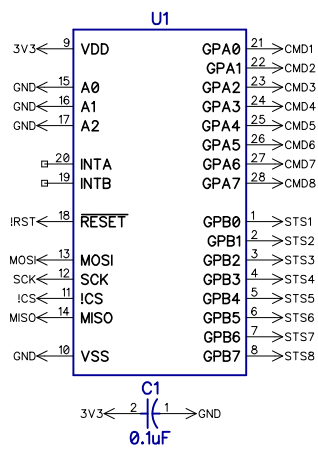 U1
3V3 9 VDD GPA0 21 CMD1
GPA1 22 CMD2
GND 15 A0 GPA2 23 CMD3
GND 16 A1 GPA3 24 CMD4
GND 17 A2 GPA4 25 CMD5
GPA5 26 CMD6
20 INTA GPA6 27 CMD7
19 INTB GPA7 28 CMD8
!RST 18 RESET GPB0 1 STS1
GPB1 2 STS2
MOSI 13 MOSI GPB2 3 STS3
SCK 12 SCK GPB3 4 STS4
!CS 11 !CS GPB4 5 STS5
MISO 14 MISO GPB5 6 STS6
GPB6 7 STS7
GND 10 VSS GPB7 8 STS8
C1
3V3 2 1 GND
0.1uF